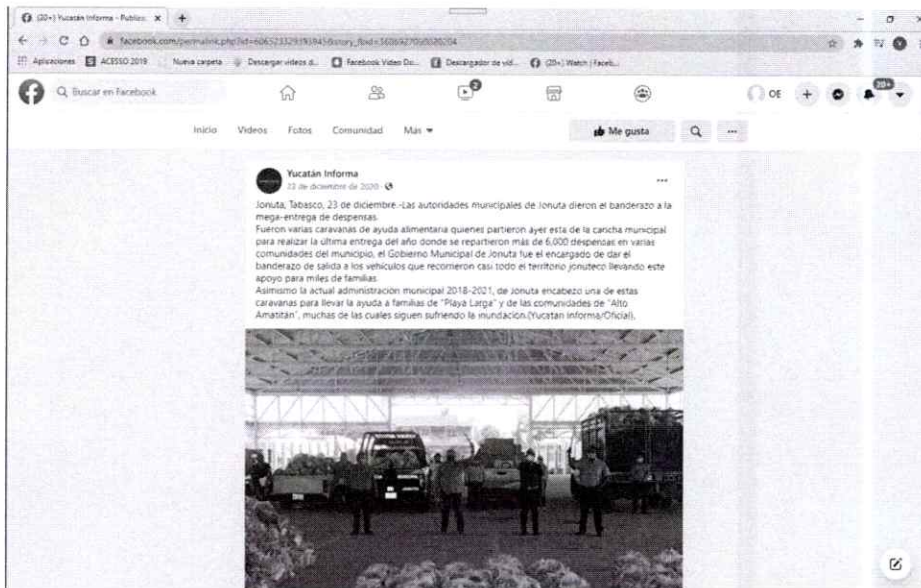 (20+) Yucatán Informa - Publica
facebook.com/permalink.php?
Aplicaciones ACESSO 2019 Nueva carpeta Descargar videos d... Facebook Video Do... Descargador de vid... (20+) Watch | Faceb...
Buscar en Facebook
2
OE
20+
Inicio Videos Fotos Comunidad Más
Me gusta
Yucatán Informa
23 de diciembre de 2020
Jonuta, Tabasco, 23 de diciembre.-Las autoridades municipales de Jonuta dieron el banderazo a la
mega-entrega de despensas.
Fueron varias caravanas de ayuda alimentaria quienes partieron ayer esta de la cancha municipal
para realizar la última entrega del año donde se repartieron más de 6,000 despensas en varias
comunidades del municipio, el Gobierno Municipal de Jonuta fue el encargado de dar el
banderazo de salida a los vehículos que recorrieron casi todo el territorio jonuteco llevando este
apoyo para miles de familias.
Asimismo la actual administración municipal 2018-2021, de Jonuta encabezó una de estas
caravanas para llevar la ayuda a familias de "Playa Larga" y de las comunidades de "Alto
Amatitán", muchas de las cuales siguen sufriendo la inundación.(Yucatan Informa/Oficial).